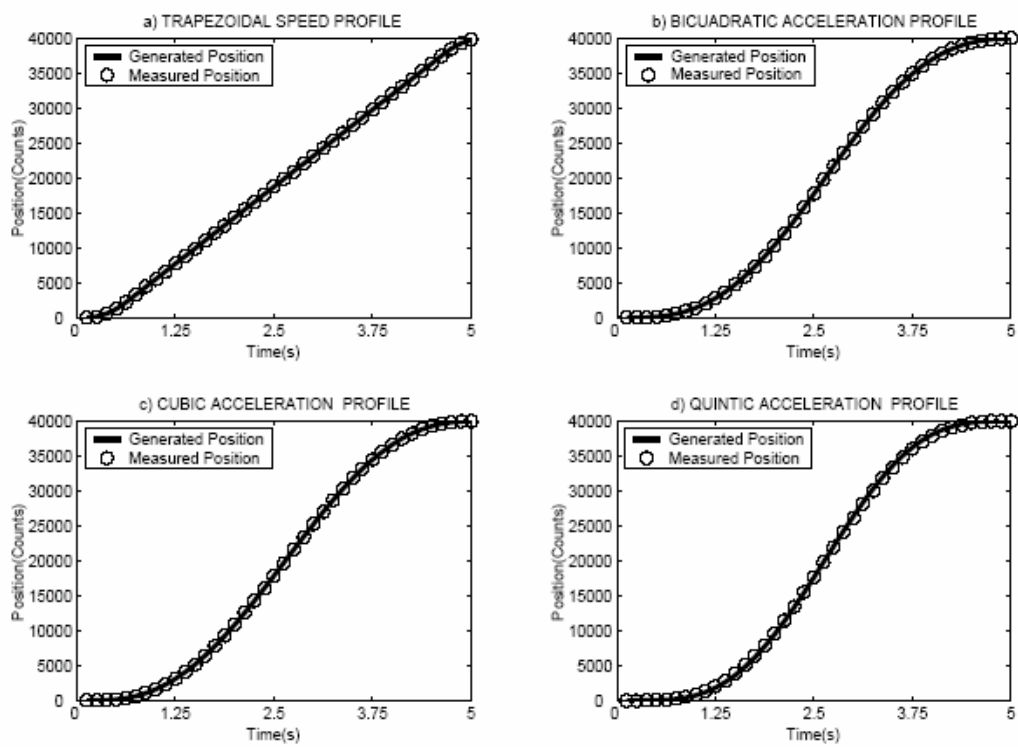 a) TRAPEZOIDAL SPEED PROFILE
Generated Position
Measured Position
Position(Counts)
40000
35000
30000
25000
20000
15000
10000
5000
0
0 1.25 2.5 3.75 5
Time(s)
b) BICUADRATIC ACCELERATION PROFILE
Generated Position
Measured Position
Position(Counts)
40000
35000
30000
25000
20000
15000
10000
5000
0
0 1.25 2.5 3.75 5
Time(s)
c) CUBIC ACCELERATION PROFILE
Generated Position
Measured Position
Position(Counts)
40000
35000
30000
25000
20000
15000
10000
5000
0
0 1.25 2.5 3.75 5
Time(s)
d) QUINTIC ACCELERATION PROFILE
Generated Position
Measured Position
Position(Counts)
40000
35000
30000
25000
20000
15000
10000
5000
0
0 1.25 2.5 3.75 5
Time(s)